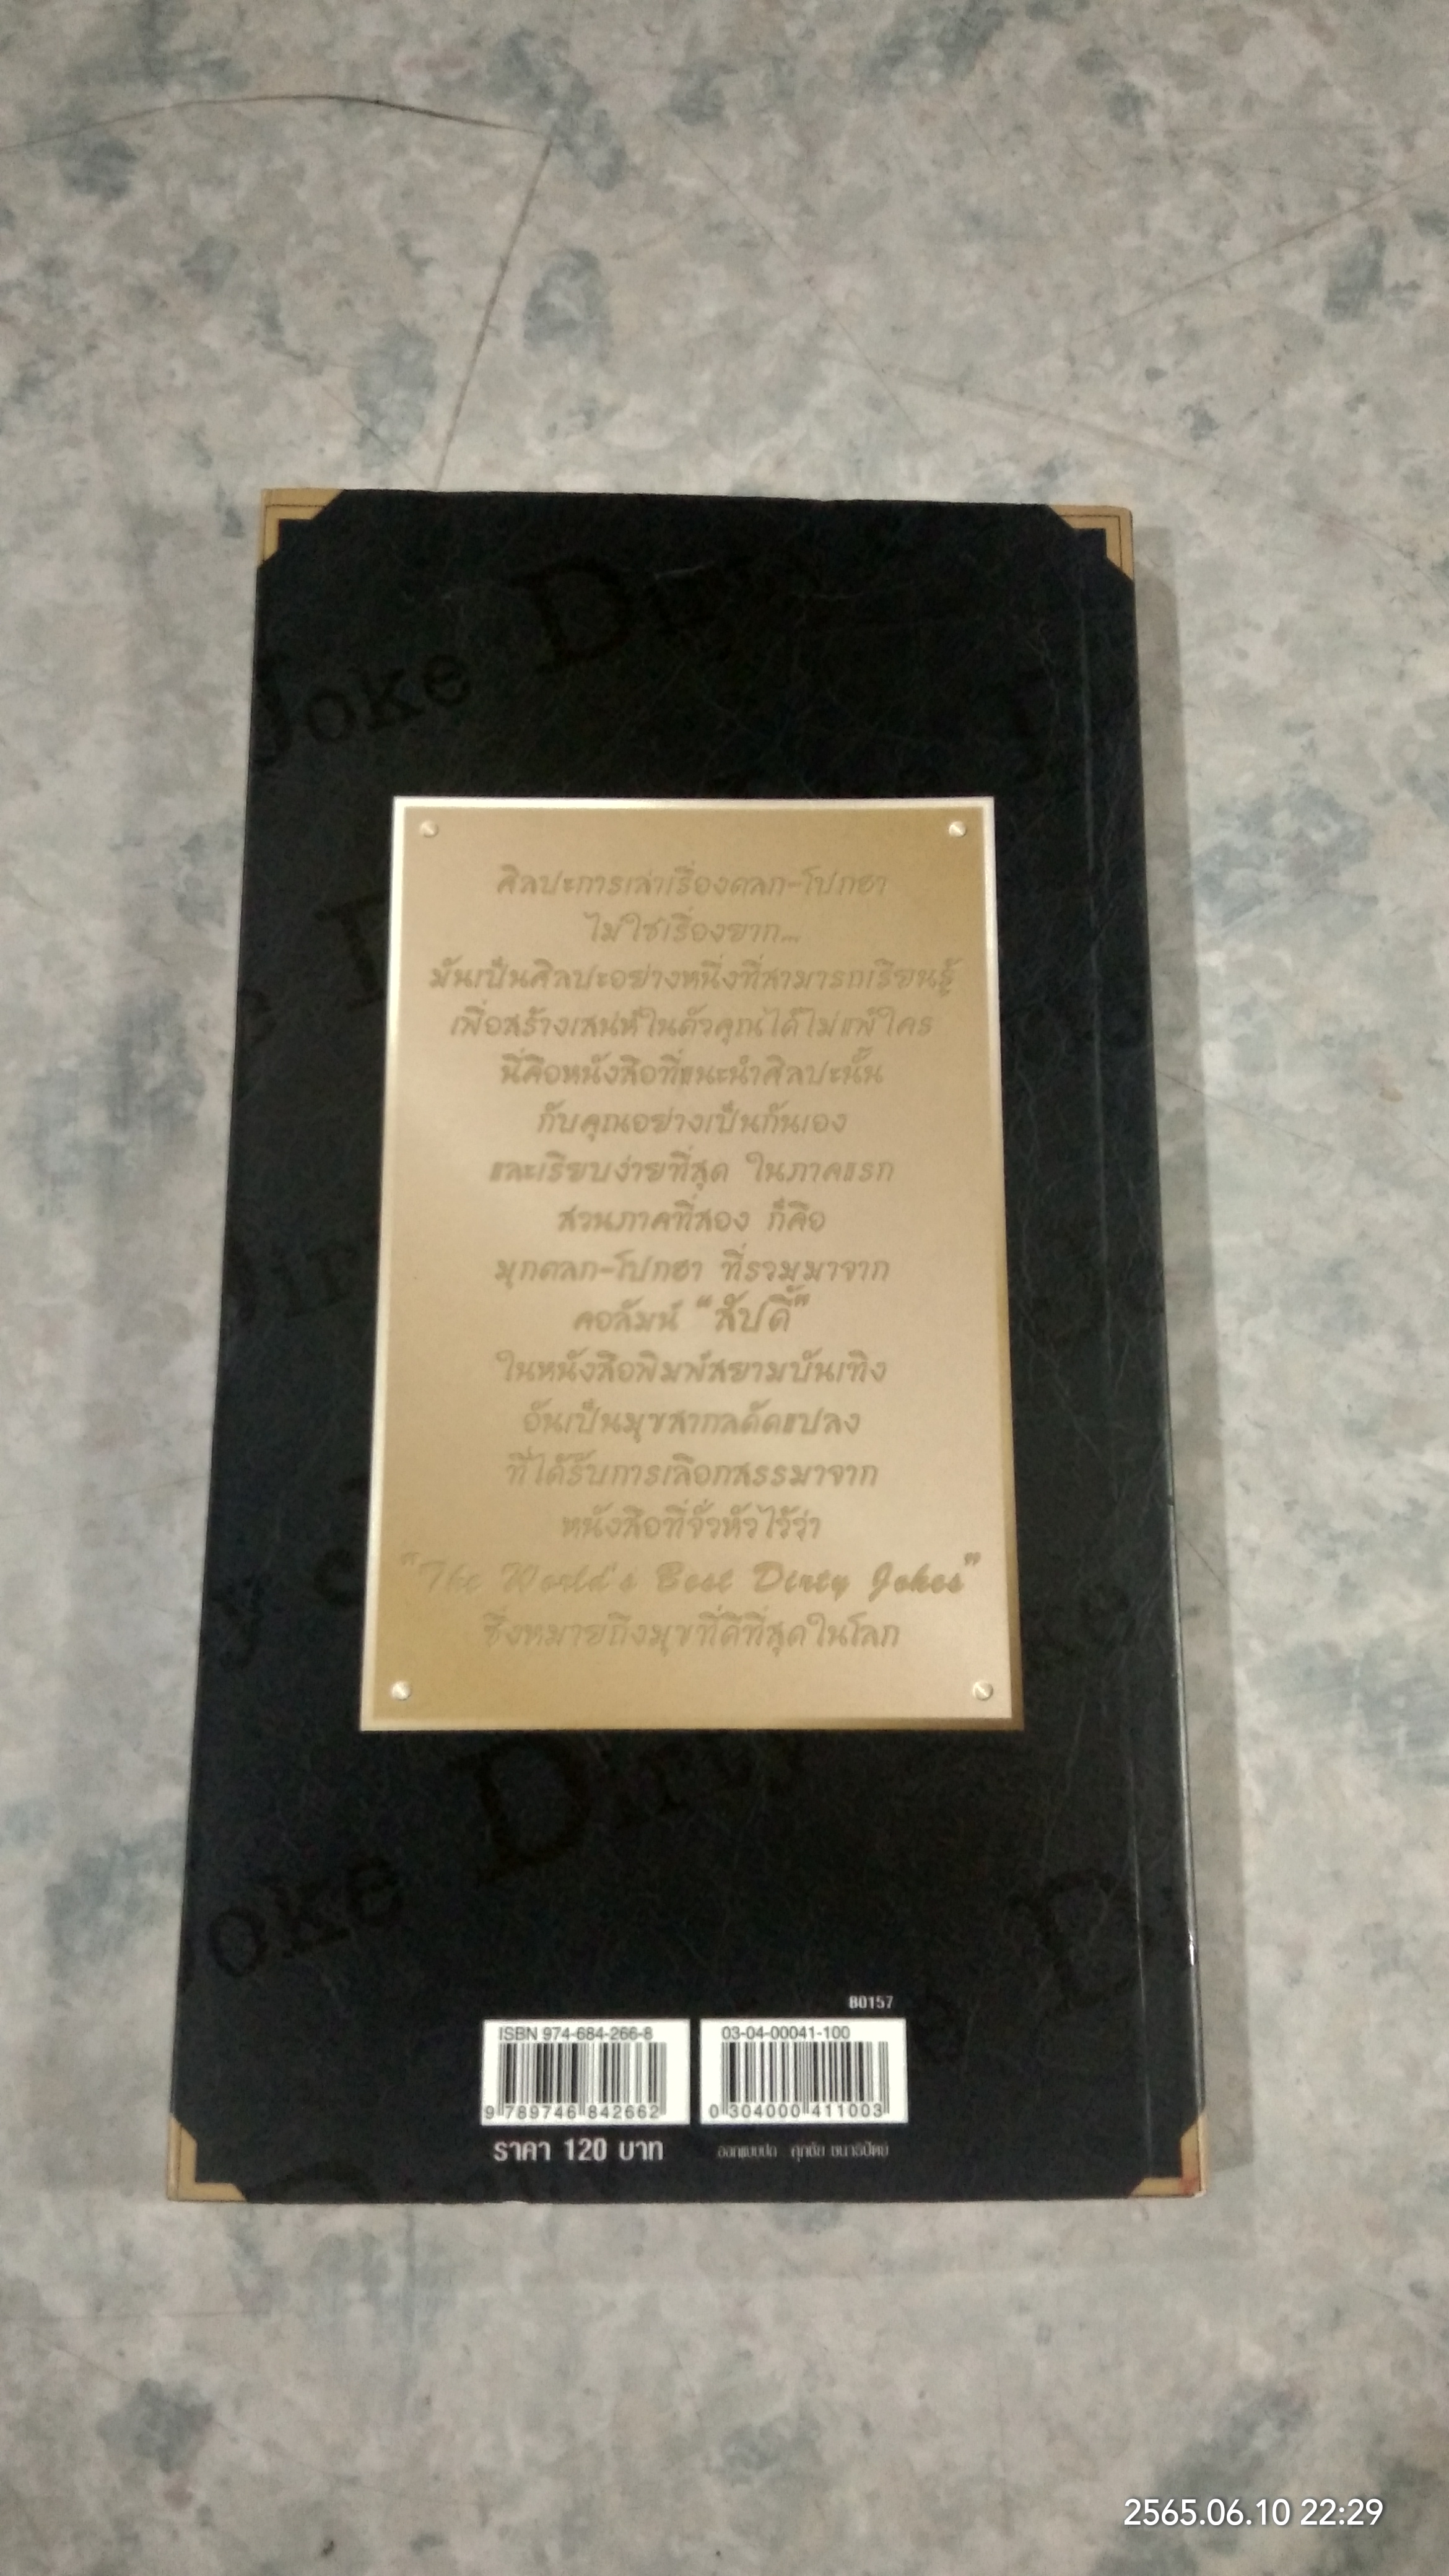 ศิลปะการเล่าเรื่องตลก-โปกฮา
ไม่ใช่เรื่องยาก...
มันเป็นศิลปะอย่างหนึ่งที่สามารถเรียนรู้
เพื่อสร้างเสน่ห์ในตัวคุณได้ไม่แพ้ใคร
นี่คือหนังสือที่แนะนำศิลปะนั้น
กับคุณอย่างเป็นกันเอง
และเรียบง่ายที่สุด ในภาคแรก
ส่วนภาคที่สอง ก็คือ
มุกตลก-โปกฮา ที่รวมมาจาก
คอลัมน์ "สัปดี้"
ในหนังสือพิมพ์สยามบันเทิง
อันเป็นมุขสากลดัดแปลง
ที่ได้รับการเลือกสรรมาจาก
หนังสือที่จั่วหัวไว้ว่า
"The World's Best Dirty Jokes"
ซึ่งหมายถึงมุขที่ดีที่สุดในโลก
B0157
ISBN 974-684-266-8
9 789746 842662
03-04-00041-100
0 304000 411003
ราคา 120 บาท
ออกแบบปก
Joke Dirty
Joke Dirty
2565.06.10 22:29